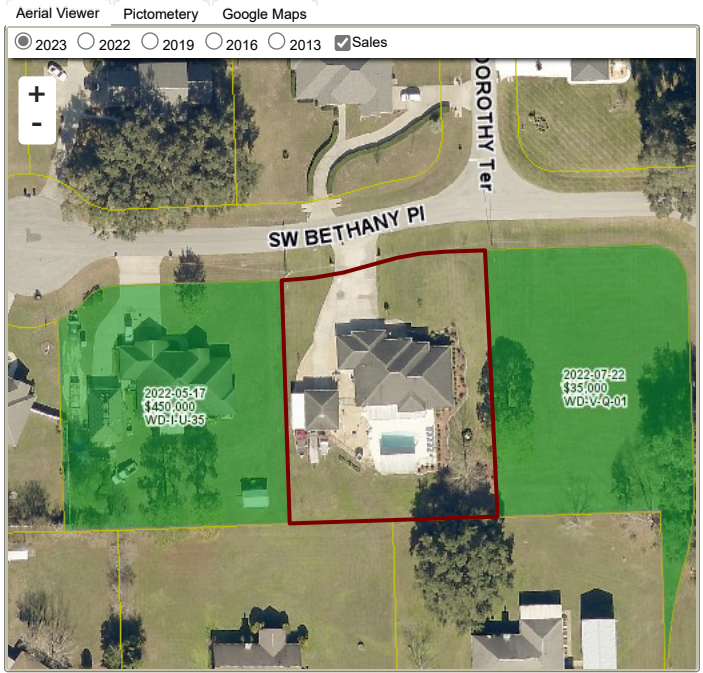 Aerial Viewer Pictometery Google Maps
2023 2022 2019 2016 2013 Sales
+
-
DOROTHY Ter
SW BETHANY Pl
2022-05-17
$450,000
WD-I-U-35
2022-07-22
$35,000
WD-V-Q-01